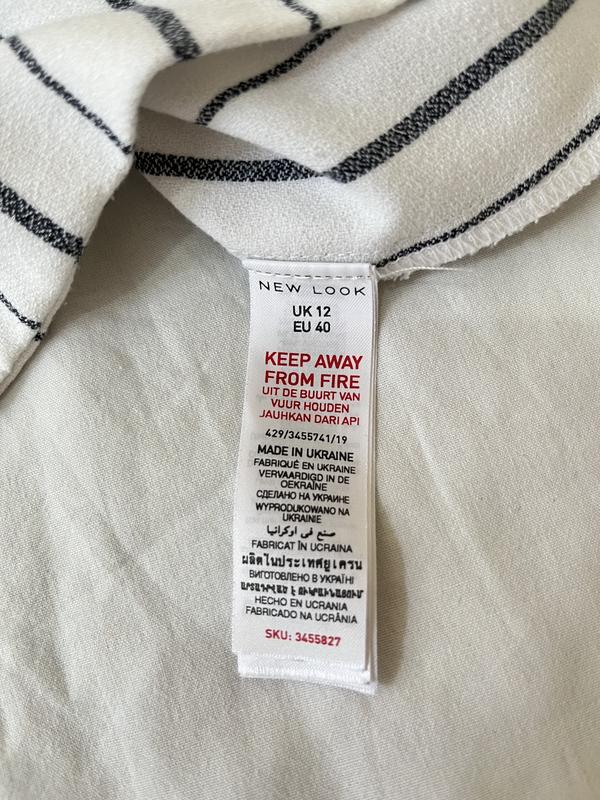 NEW LOOK
UK 12
EU 40
KEEP AWAY
FROM FIRE
UIT DE BUURT VAN
VUUR HOUDEN
JAUHKAN DARI API
429/3455741/19
MADE IN UKRAINE
FABRIQUÉ EN UKRAINE
VERVAARDIGD IN DE
OEKRAÏNE
СДЕЛАНО НА УКРАИНЕ
WYPRODUKOWANO NA
UKRAINIE
صنع في اوكرانيا
FABRICAT ÎN UCRAINA
ผลิตในประเทศยูเครน
ВИГОТОВЛЕНО В УКРАЇНІ
HECHO EN UCRANIA
FABRICADO NA UCRÂNIA
SKU: 3455827